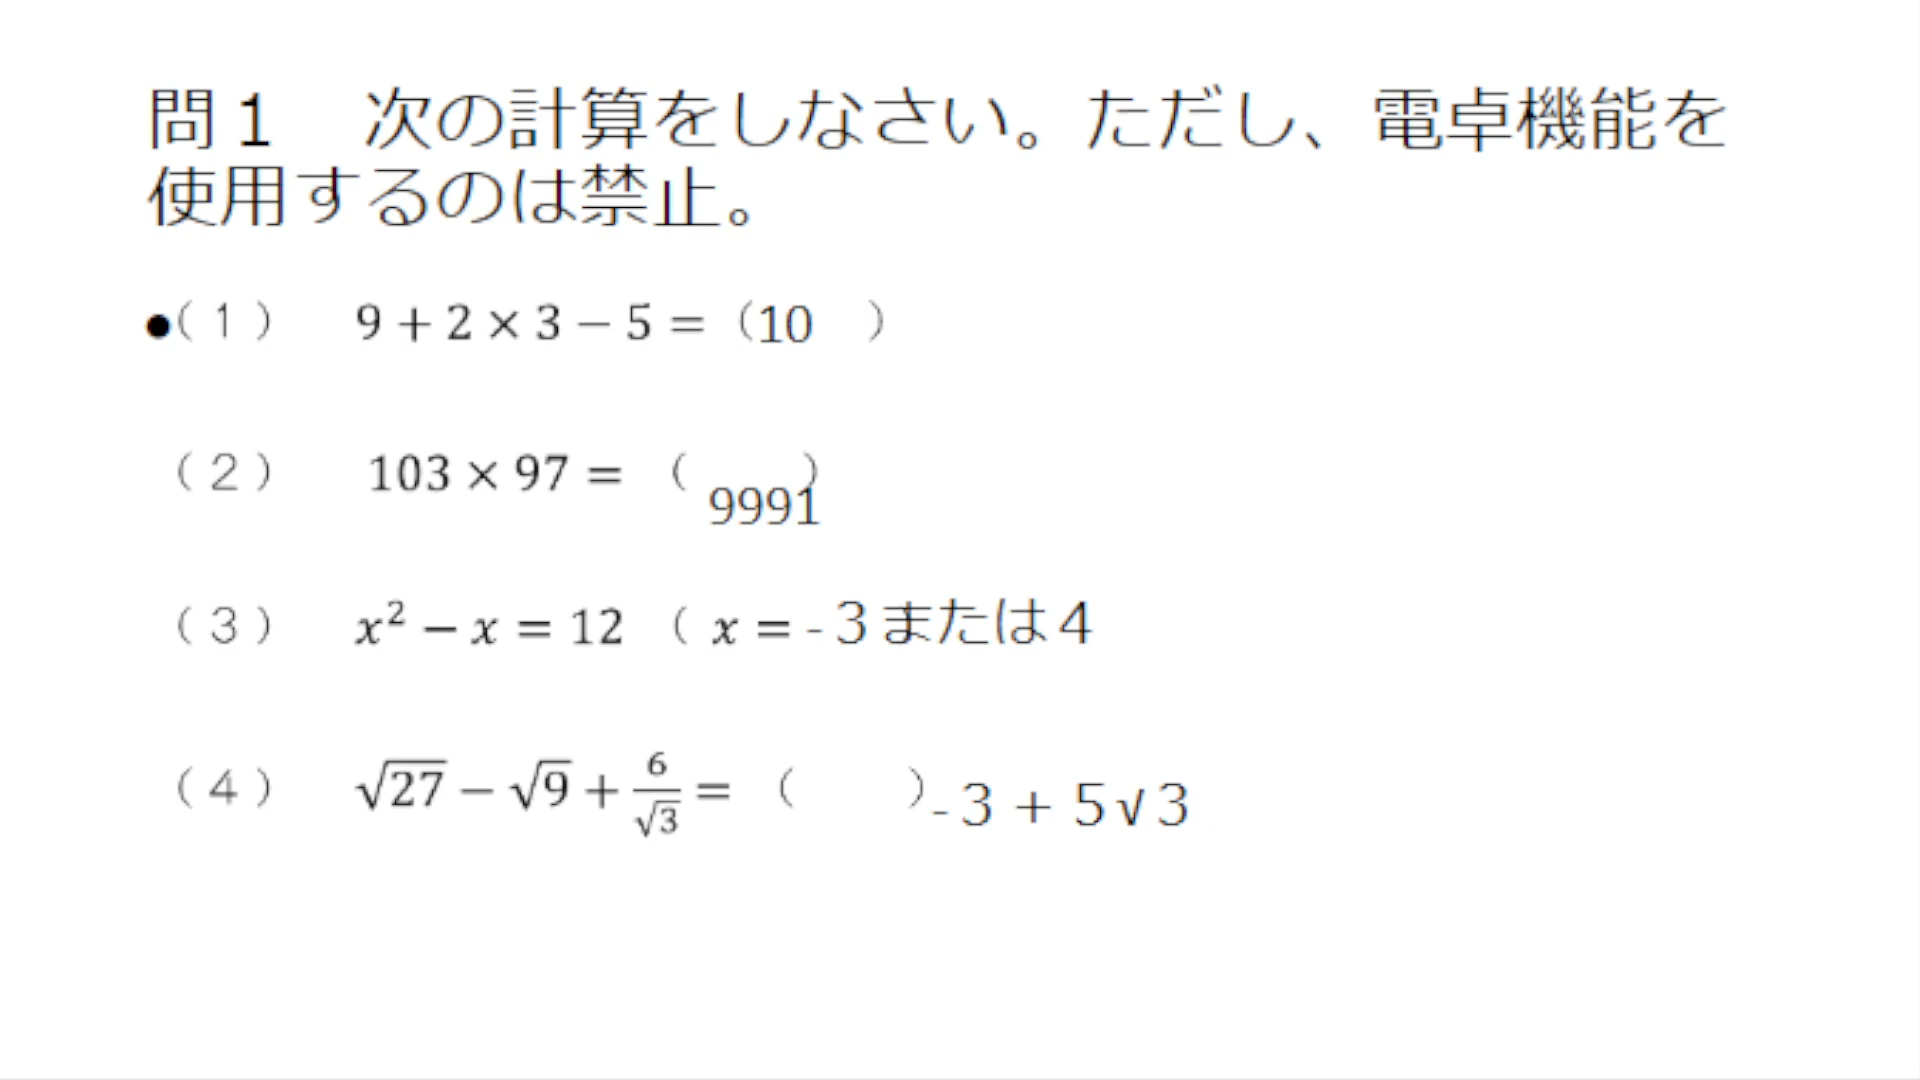 問１　次の計算をしなさい。ただし、電卓機能を
使用するのは禁止。
●（１）　9 + 2 × 3 − 5 =（10　）
（２）　103 × 97 = （　　）
9991
（３）　x² − x = 12 （ x = -３または４
（４）　√27 − √9 + 6/√3 = （　　）-３ + ５√３